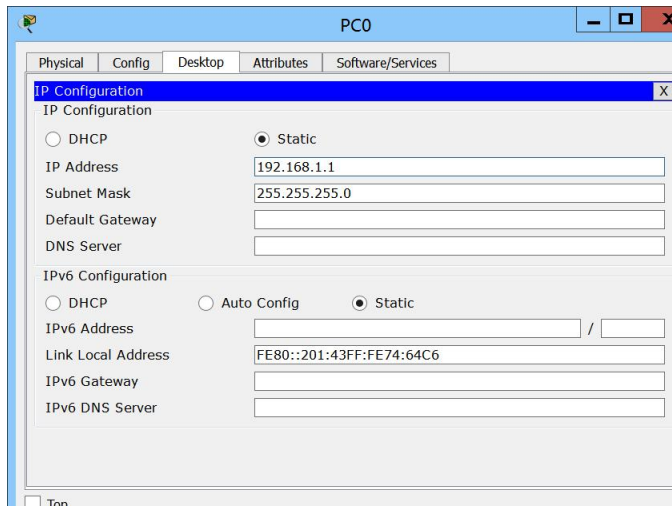 PC0
Physical Config Desktop Attributes Software/Services
IP Configuration X
IP Configuration
DHCP Static
IP Address 192.168.1.1
Subnet Mask 255.255.255.0
Default Gateway
DNS Server
IPv6 Configuration
DHCP Auto Config Static
IPv6 Address /
Link Local Address FE80::201:43FF:FE74:64C6
IPv6 Gateway
IPv6 DNS Server
Top